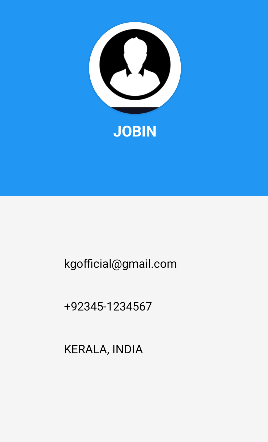 JOBIN
kgofficial@gmail.com
+92345-1234567
KERALA, INDIA